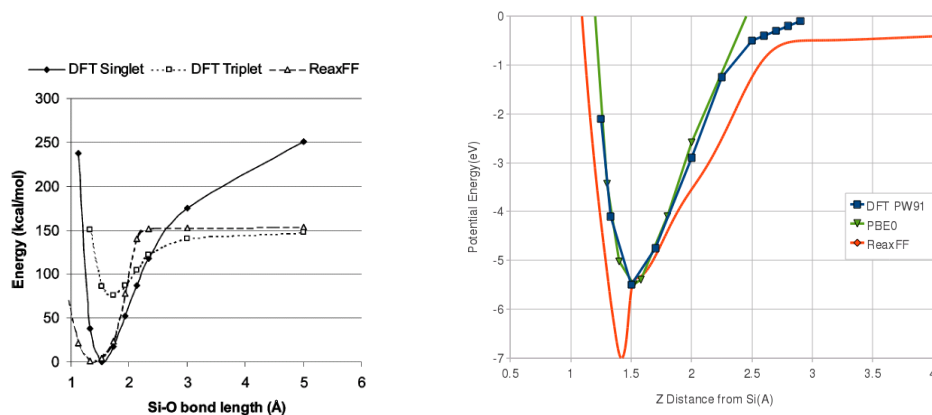 DFT Singlet DFT Triplet ReaxFF
Energy (kcal/mol)
300
250
200
150
100
50
0
1 2 3 4 5 6
Si-O bond length (Å)
Potential Energy(eV)
0
-1
-2
-3
-4
-5
-6
-7
0.5 1 1.5 2 2.5 3 3.5 4
Z Distance from Si(A)
DFT PW91
PBE0
ReaxFF